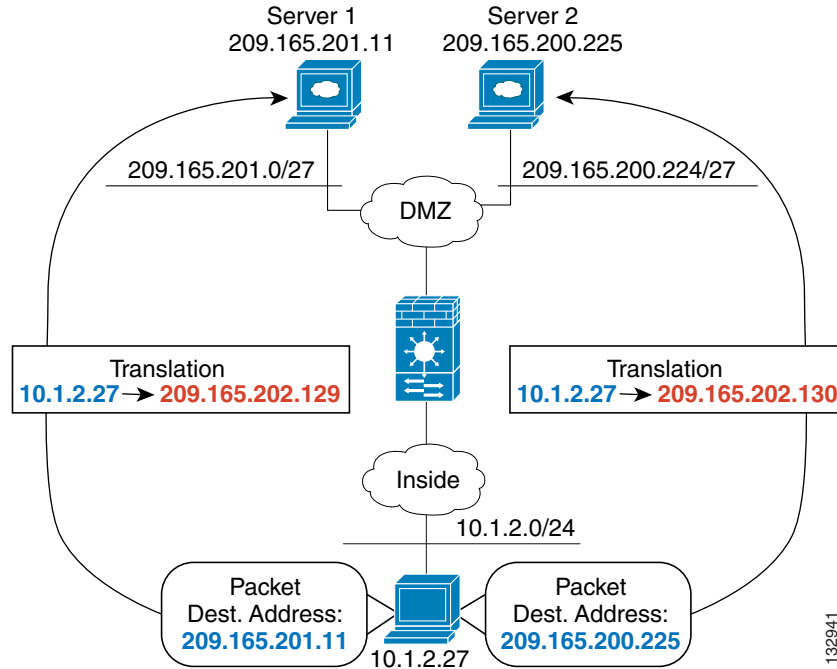 Server 1
209.165.201.11
Server 2
209.165.200.225
209.165.201.0/27
209.165.200.224/27
DMZ
Translation
10.1.2.27 → 209.165.202.129
Translation
10.1.2.27 → 209.165.202.130
Inside
10.1.2.0/24
Packet
Dest. Address:
209.165.201.11
Packet
Dest. Address:
209.165.200.225
10.1.2.27
132941